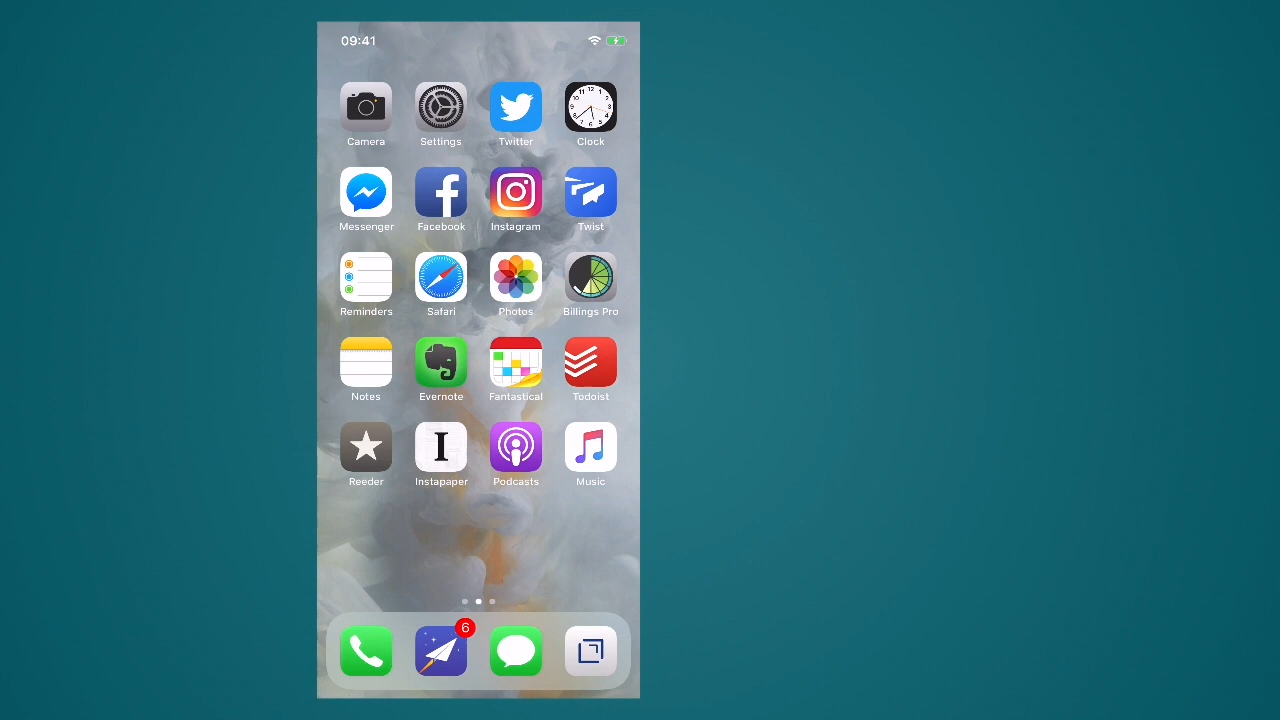 09:41
Camera Settings Twitter Clock
Messenger Facebook Instagram Twist
Reminders Safari Photos Billings Pro
Notes Evernote Fantastical Todoist
Reeder Instapaper Podcasts Music
6